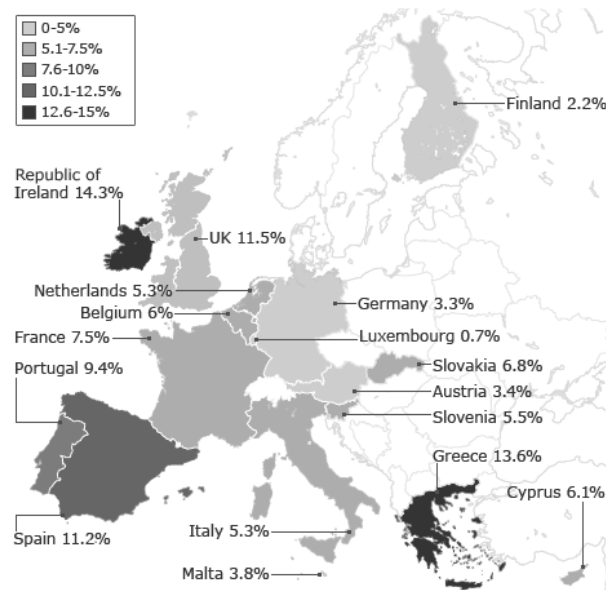 0-5%
5.1-7.5%
7.6-10%
10.1-12.5%
12.6-15%
Finland 2.2%
Republic of
Ireland 14.3%
UK 11.5%
Netherlands 5.3%
Germany 3.3%
Belgium 6%
Luxembourg 0.7%
France 7.5%
Slovakia 6.8%
Portugal 9.4%
Austria 3.4%
Slovenia 5.5%
Greece 13.6%
Cyprus 6.1%
Spain 11.2%
Italy 5.3%
Malta 3.8%